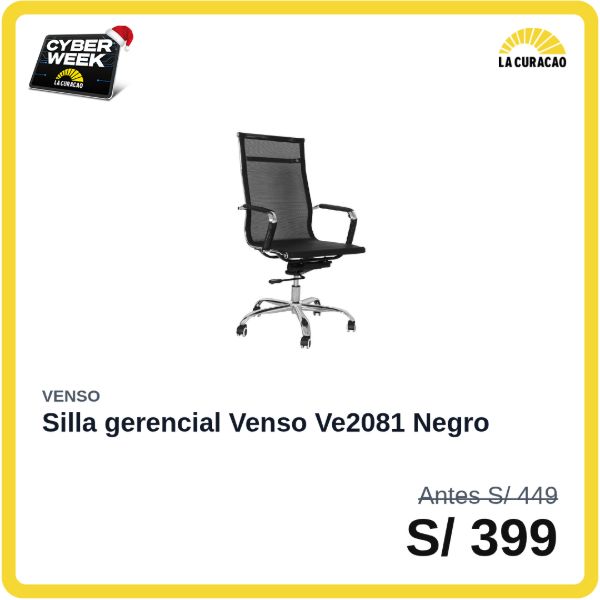 CYBER
WEEK
LA CURACAO
LA CURACAO
VENSO
Silla gerencial Venso Ve2081 Negro
Antes S/ 449
S/ 399